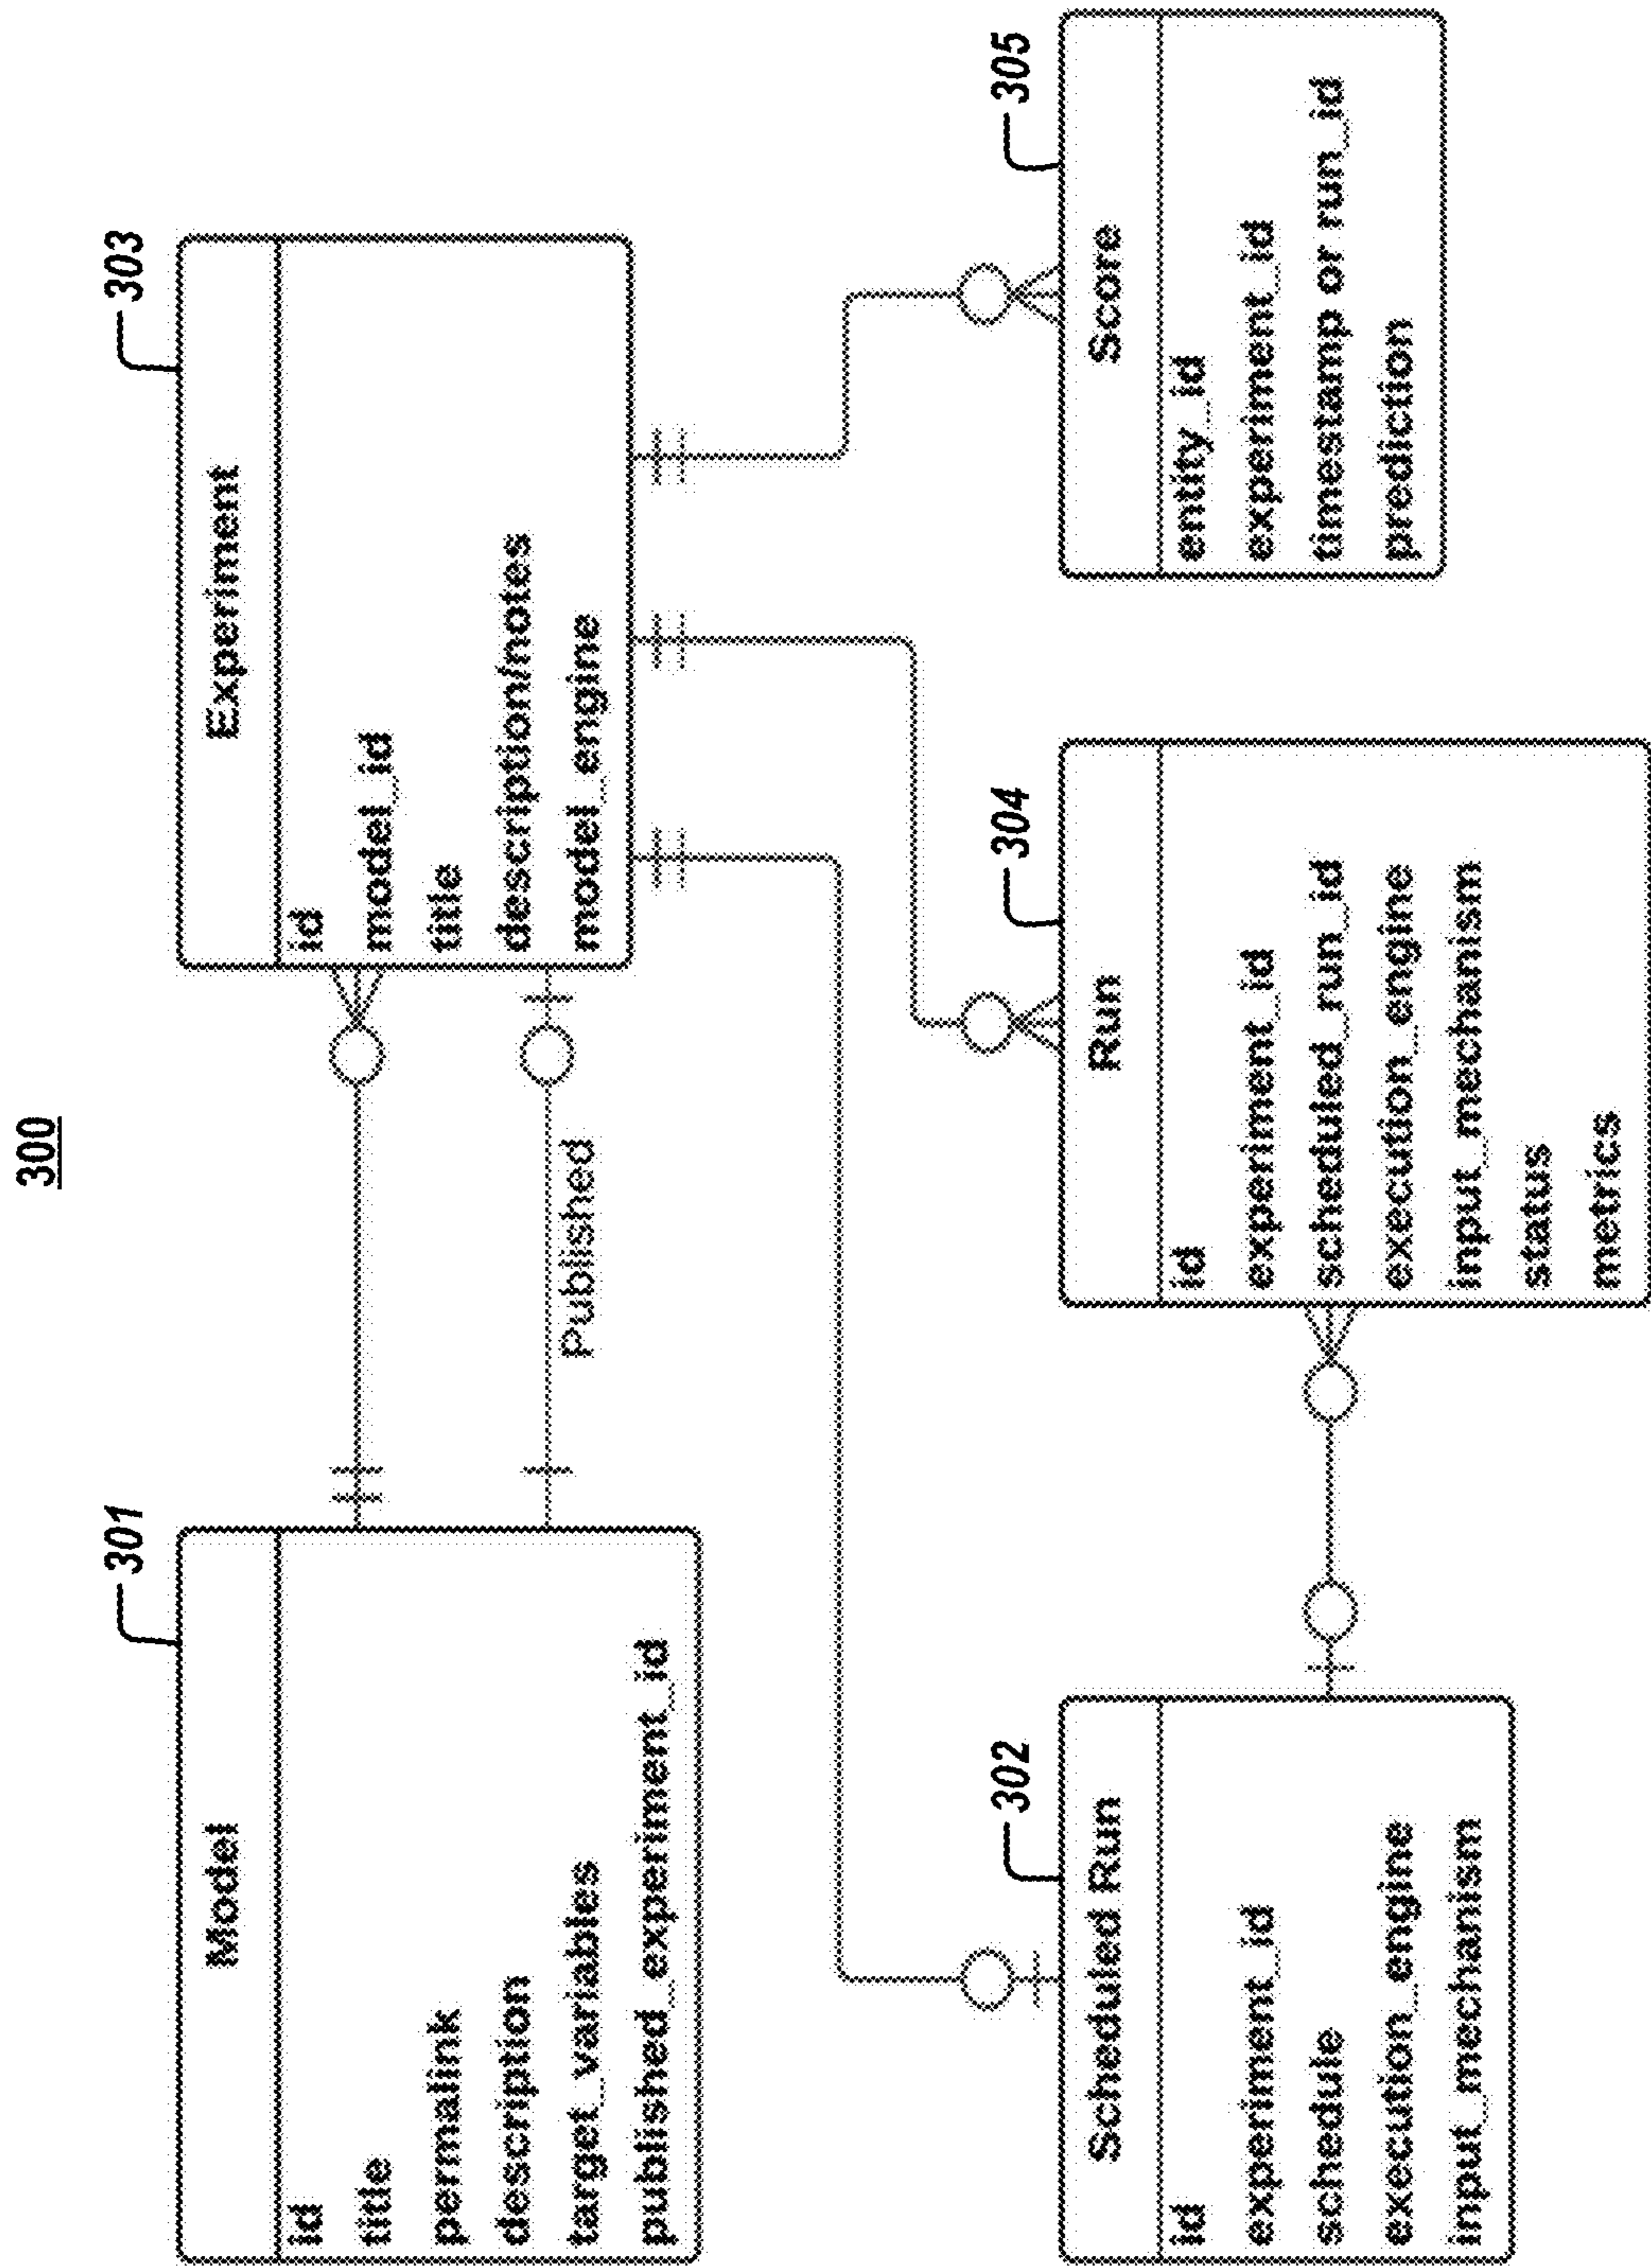 300
301
Model
id
title
permalink
description
target_variables
published_experiment_id
Published
303
Experiment
id
model_id
title
description/notes
model_engine
302
Scheduled Run
id
experiment_id
schedule
execution_engine
input_mechanism
304
Run
id
experiment_id
scheduled_run_id
execution_engine
input_mechanism
status
metrics
305
Score
entity_id
experiment_id
timestamp or run_id
prediction